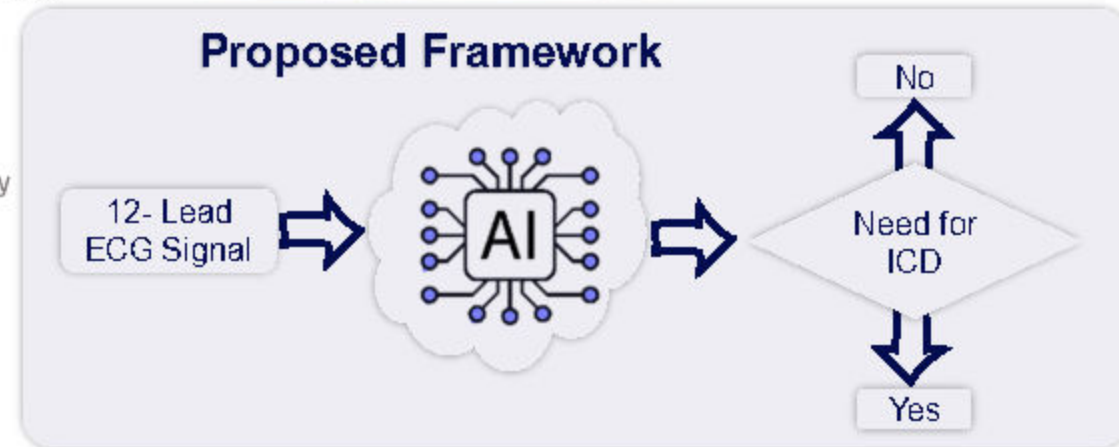 Proposed Framework
No
y
12- Lead
ECG Signal
AI
Need for
ICD
Yes